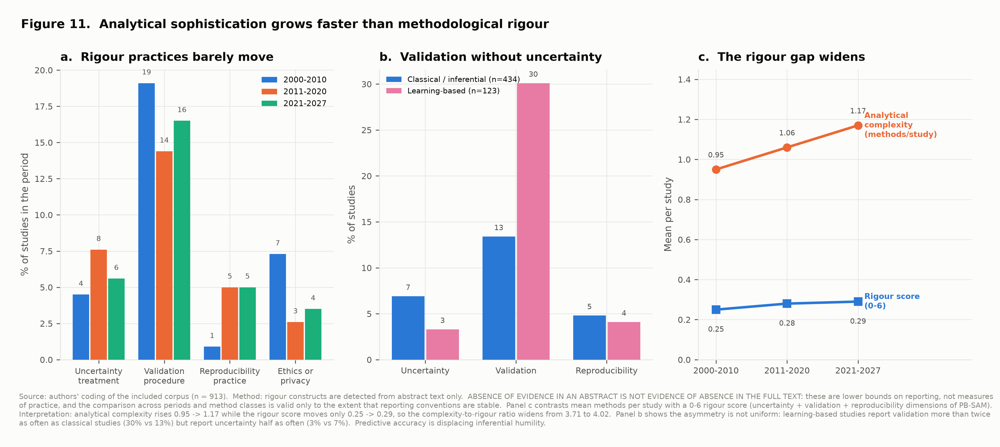 Figure 11.  Analytical sophistication grows faster than methodological rigour
a.  Rigour practices barely move
% of studies in the period
20.0
17.5
15.0
12.5
10.0
7.5
5.0
2.5
0.0
2000-2010
2011-2020
2021-2027
4
8
6
19
14
16
1
5
5
7
3
4
Uncertainty
treatment
Validation
procedure
Reproducibility
practice
Ethics or
privacy
b.  Validation without uncertainty
% of studies
30
25
20
15
10
5
0
Classical / inferential (n=434)
Learning-based (n=123)
7
3
13
30
5
4
Uncertainty
Validation
Reproducibility
c.  The rigour gap widens
Mean per study
1.4
1.2
1.0
0.8
0.6
0.4
0.2
0.0
0.95
1.06
1.17
Analytical
complexity
(methods/study)
Rigour score
(0-6)
0.25
0.28
0.29
2000-2010
2011-2020
2021-2027
Source: authors' coding of the included corpus (n = 913).  Method: rigour constructs are detected from abstract text only.  ABSENCE OF EVIDENCE IN AN ABSTRACT IS NOT EVIDENCE OF ABSENCE IN THE FULL TEXT: these are lower bounds on reporting, not measures
of practice, and the comparison across periods and method classes is valid only to the extent that reporting conventions are stable.  Panel c contrasts mean methods per study with a 0-6 rigour score (uncertainty + validation + reproducibility dimensions of PB-SAM).
Interpretation: analytical complexity rises 0.95 -> 1.17 while the rigour score moves only 0.25 -> 0.29, so the complexity-to-rigour ratio widens from 3.71 to 4.02.  Panel b shows the asymmetry is not uniform: learning-based studies report validation more than twice
as often as classical studies (30% vs 13%) but report uncertainty half as often (3% vs 7%).  Predictive accuracy is displacing inferential humility.